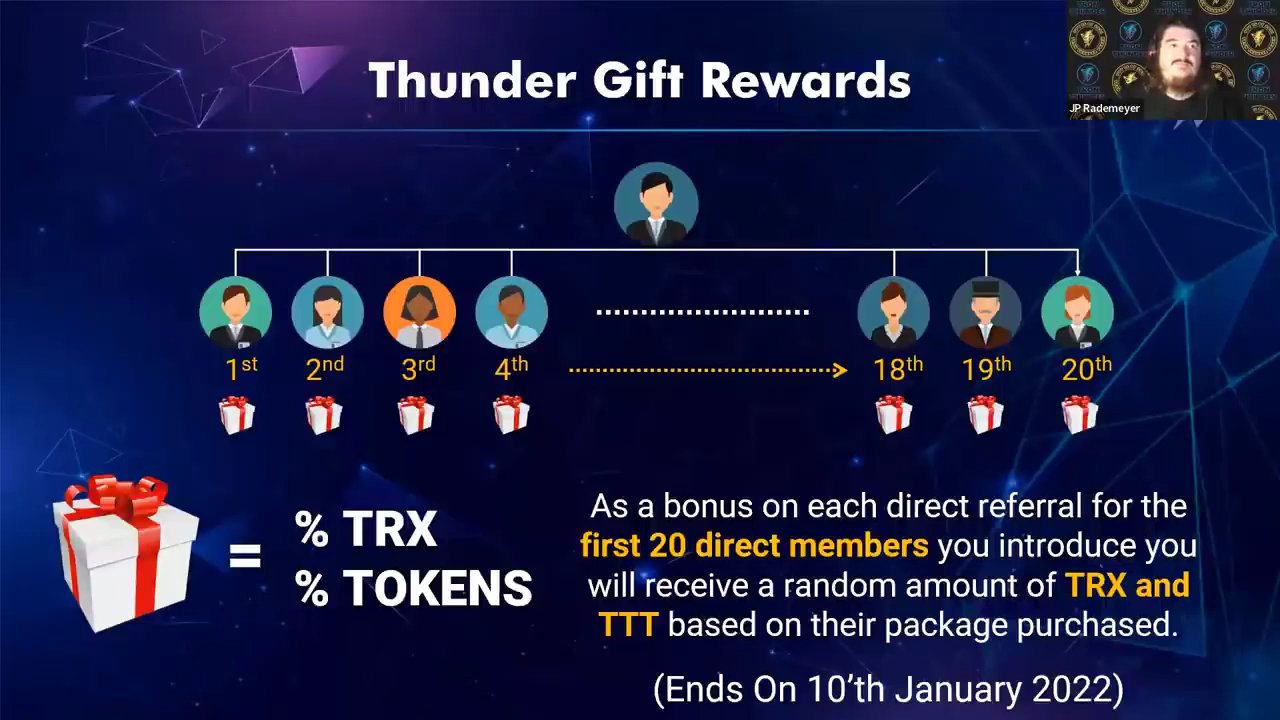 Thunder Gift Rewards
JP Rademeyer
1st 2nd 3rd 4th 18th 19th 20th
% TRX
% TOKENS
=
As a bonus on each direct referral for the
first 20 direct members you introduce you
will receive a random amount of TRX and
TTT based on their package purchased.
(Ends On 10’th January 2022)